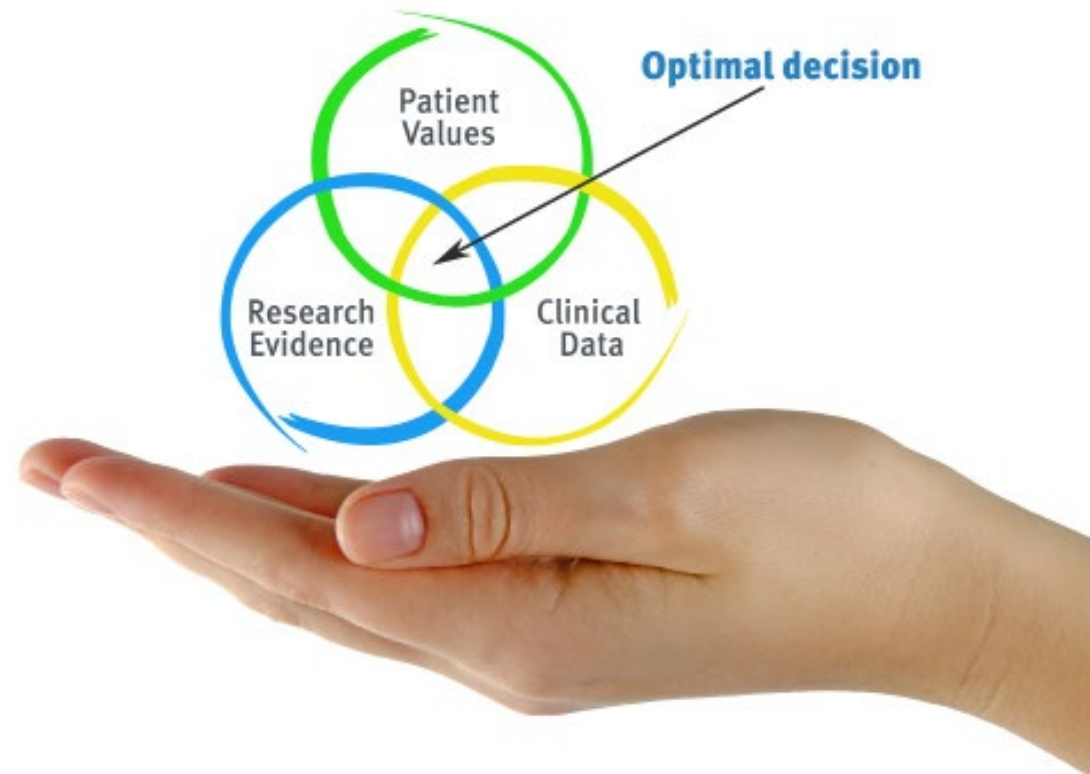 Optimal decision
Patient
Values
Research
Evidence
Clinical
Data